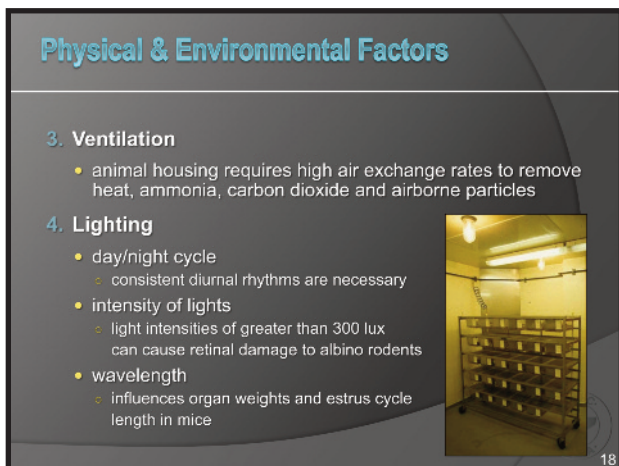 Physical & Environmental Factors
3. Ventilation
• animal housing requires high air exchange rates to remove
heat, ammonia, carbon dioxide and airborne particles
4. Lighting
• day/night cycle
○ consistent diurnal rhythms are necessary
• intensity of lights
○ light intensities of greater than 300 lux
can cause retinal damage to albino rodents
• wavelength
○ influences organ weights and estrus cycle
length in mice
18